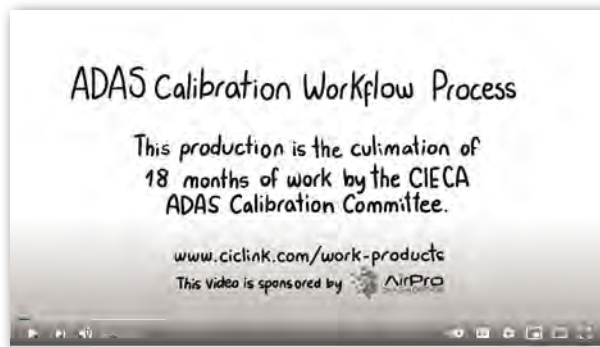 ADAS Calibration Workflow Process
This production is the culimation of
18 months of work by the CIECA
ADAS Calibration Committee.
www.ciclink.com/work-products
This video is sponsored by AirPro